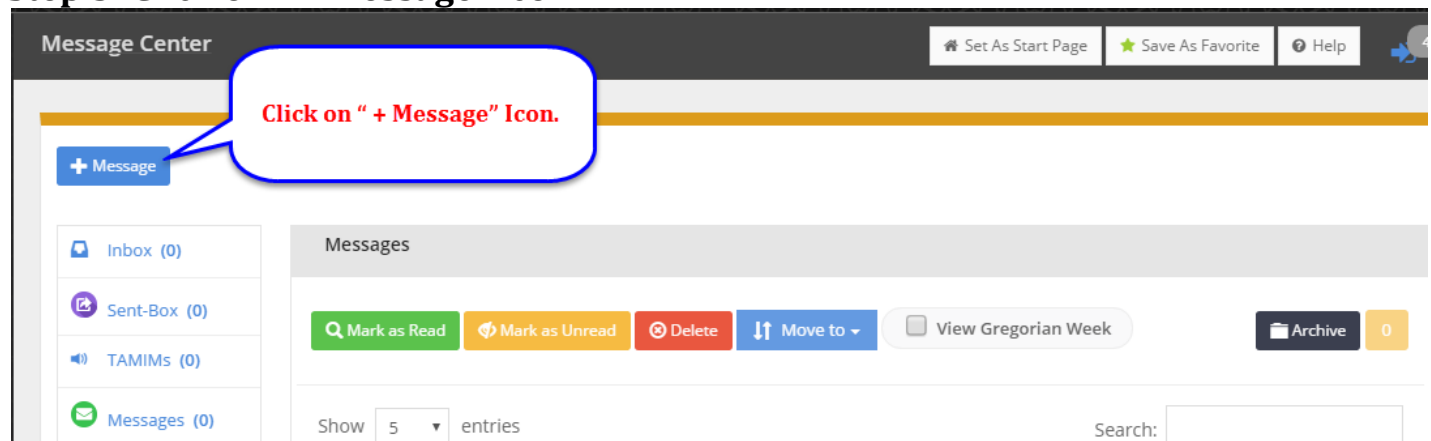 Message Center
Set As Start Page
Save As Favorite
Help
4
Click on “ + Message” Icon.
Message
Inbox (0)
Messages
Sent-Box (0)
Mark as Read
Mark as Unread
Delete
Move to
View Gregorian Week
Archive
0
TAMIMs (0)
Messages (0)
Show 5 entries
Search: